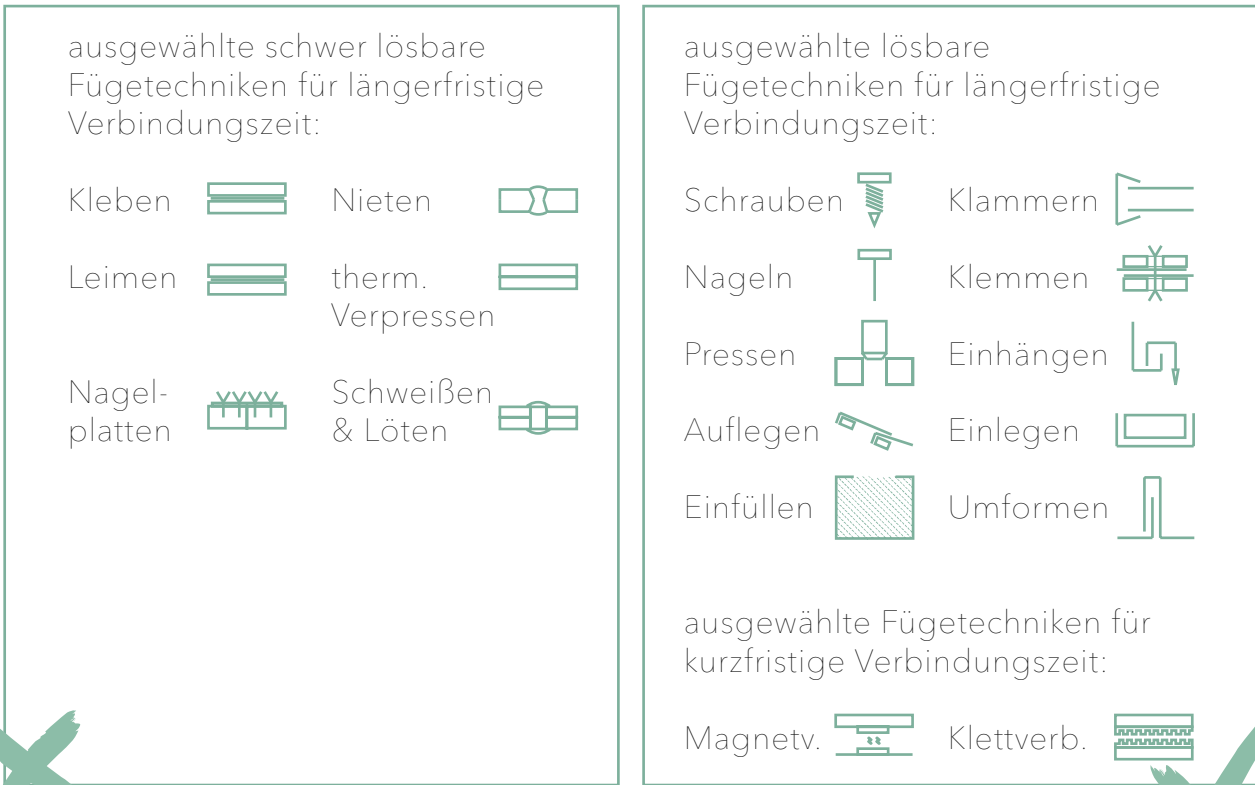 ausgewählte schwer lösbare
Fügetechniken für längerfristige
Verbindungszeit:
Kleben
Nieten
Leimen
therm.
Verpressen
Nagel-
platten
Schweißen
& Löten
ausgewählte lösbare
Fügetechniken für längerfristige
Verbindungszeit:
Schrauben
Klammern
Nageln
Klemmen
Pressen
Einhängen
Auflegen
Einlegen
Einfüllen
Umformen
ausgewählte Fügetechniken für
kurzfristige Verbindungszeit:
Magnetv.
Klettverb.